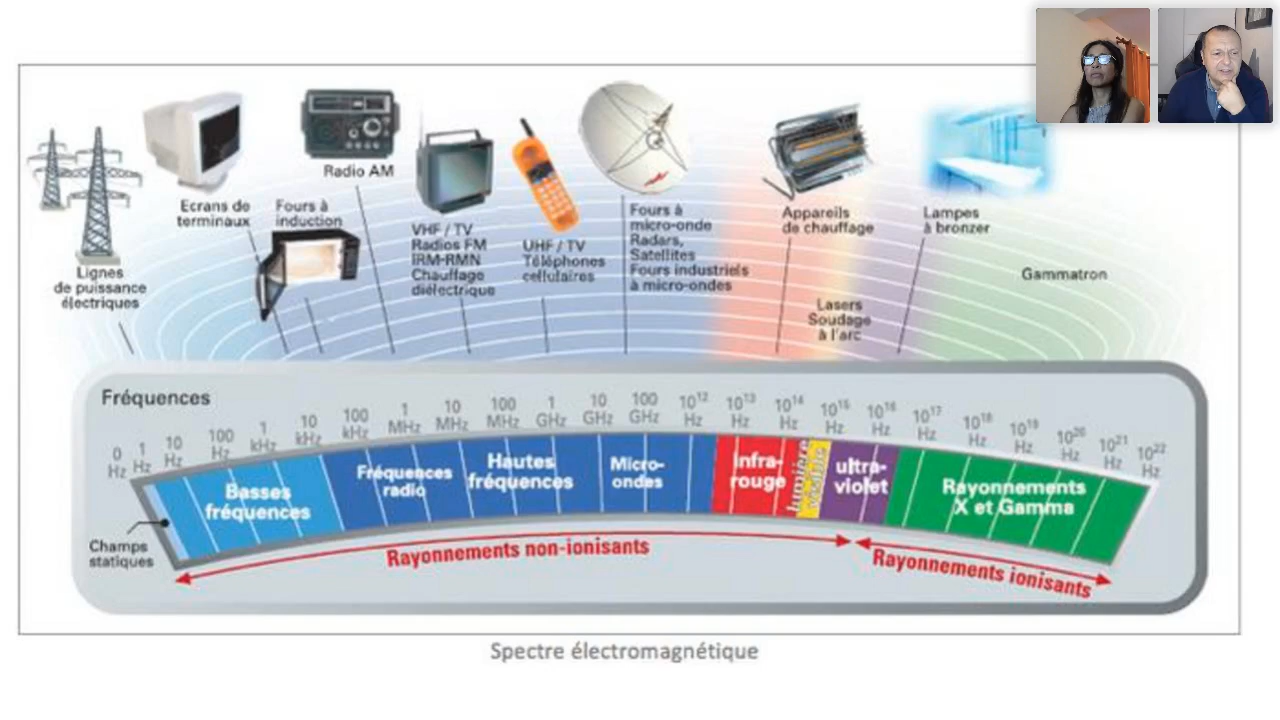 Radio AM
Ecrans de
terminaux
Fours à
induction
VHF / TV
Radios FM
IRM-RMN
Chauffage
diélectrique
UHF / TV
Téléphones
cellulaires
Fours à
micro-onde
Radars,
Satellites
Fours industriels
à micro-ondes
Appareils
de chauffage
Lampes
à bronzer
Lignes
de puissance
électriques
Gammatron
Lasers
Soudage
à l'arc
Fréquences
0 Hz
1 Hz
10 Hz
100 Hz
1 kHz
10 kHz
100 kHz
1 MHz
10 MHz
100 MHz
1 GHz
10 GHz
100 GHz
10¹² Hz
10¹³ Hz
10¹⁴ Hz
10¹⁵ Hz
10¹⁶ Hz
10¹⁷ Hz
10¹⁸ Hz
10¹⁹ Hz
10²⁰ Hz
10²¹ Hz
10²² Hz
Basses
fréquences
Fréquences
radio
Hautes
fréquences
Micro-
ondes
Infra-
rouge
lumière
visible
ultra-
violet
Rayonnements
X et Gamma
Champs
statiques
Rayonnements non-ionisants
Rayonnements ionisants
Spectre électromagnétique